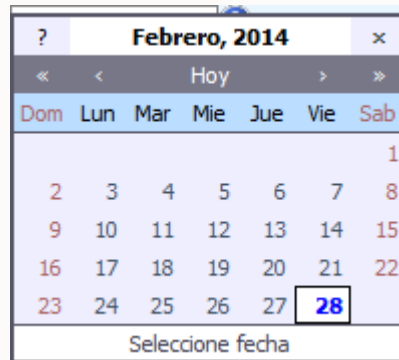 ? Febrero, 2014 ×
« ‹ Hoy › »
Dom Lun Mar Mie Jue Vie Sab
1
2 3 4 5 6 7 8
9 10 11 12 13 14 15
16 17 18 19 20 21 22
23 24 25 26 27 28
Seleccione fecha